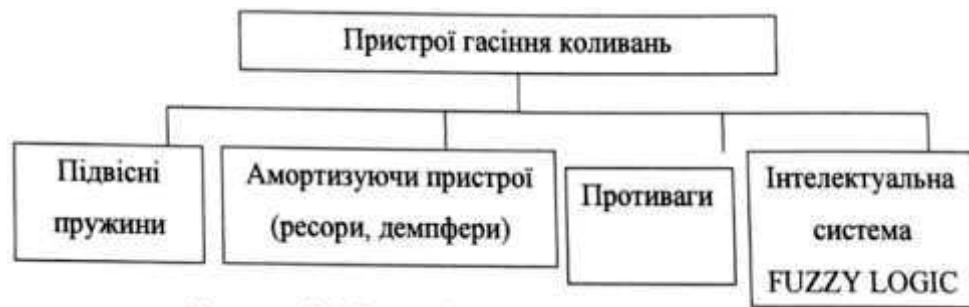 Пристрої гасіння коливань
Підвісні
пружини
Амортизуючи пристрої
(ресори, демпфери)
Противаги
Інтелектуальна
система
FUZZY LOGIC